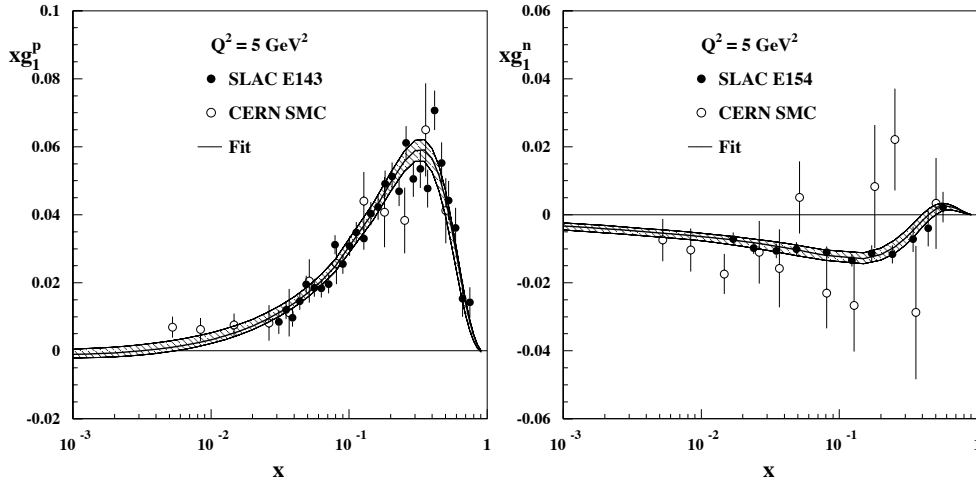 0.1
0.08
0.06
0.04
0.02
0
-0.02
xg₁ᵖ
Q² = 5 GeV²
SLAC E143
CERN SMC
Fit
10⁻³ 10⁻² 10⁻¹ 1
x
0.06
0.04
0.02
0
-0.02
-0.04
-0.06
xg₁ⁿ
Q² = 5 GeV²
SLAC E154
CERN SMC
Fit
10⁻³ 10⁻² 10⁻¹ 1
x